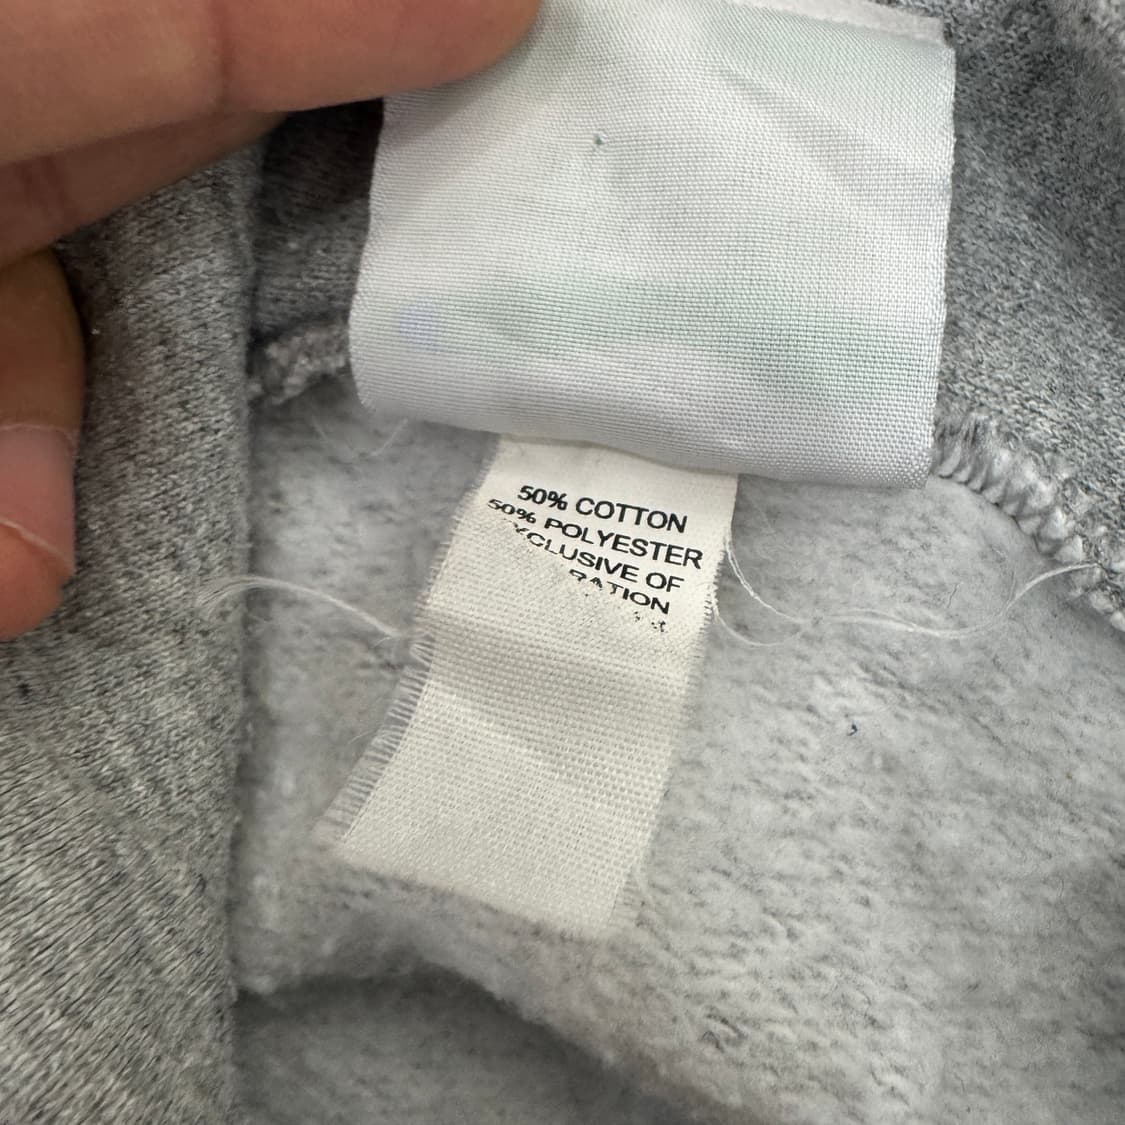 50% COTTON
50% POLYESTER
XCLUSIVE OF
RATION